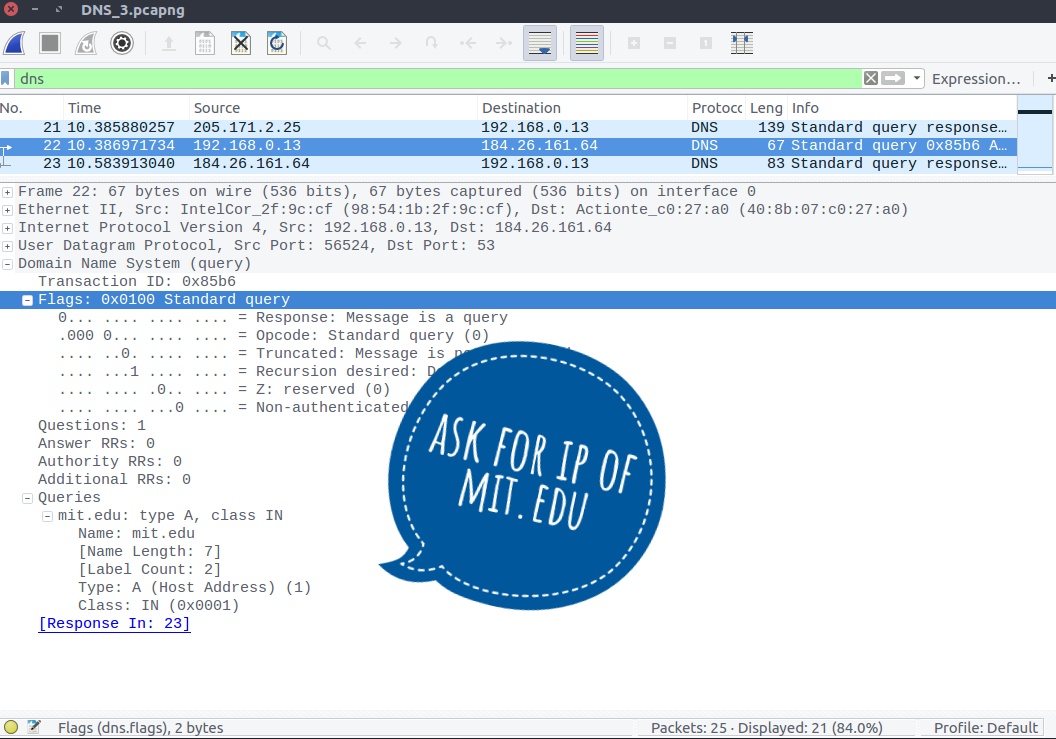 DNS_3.pcapng
dns
Expression…
No. Time Source Destination Protoc Leng Info
21 10.385880257 205.171.2.25 192.168.0.13 DNS 139 Standard query response…
22 10.386971734 192.168.0.13 184.26.161.64 DNS 67 Standard query 0x85b6 A…
23 10.583913040 184.26.161.64 192.168.0.13 DNS 83 Standard query response…
Frame 22: 67 bytes on wire (536 bits), 67 bytes captured (536 bits) on interface 0
Ethernet II, Src: IntelCor_2f:9c:cf (98:54:1b:2f:9c:cf), Dst: Actionte_c0:27:a0 (40:8b:07:c0:27:a0)
Internet Protocol Version 4, Src: 192.168.0.13, Dst: 184.26.161.64
User Datagram Protocol, Src Port: 56524, Dst Port: 53
Domain Name System (query)
Transaction ID: 0x85b6
Flags: 0x0100 Standard query
0... .... .... .... = Response: Message is a query
.000 0... .... .... = Opcode: Standard query (0)
.... ..0. .... .... = Truncated: Message is
.... ...1 .... .... = Recursion desired:
.... .... .0.. .... = Z: reserved (0)
.... .... ...0 .... = Non-authenticated
Questions: 1
Answer RRs: 0
Authority RRs: 0
Additional RRs: 0
Queries
mit.edu: type A, class IN
Name: mit.edu
[Name Length: 7]
[Label Count: 2]
Type: A (Host Address) (1)
Class: IN (0x0001)
[Response In: 23]
ASK FOR IP OF
MIT.EDU
Flags (dns.flags), 2 bytes
Packets: 25 · Displayed: 21 (84.0%)
Profile: Default